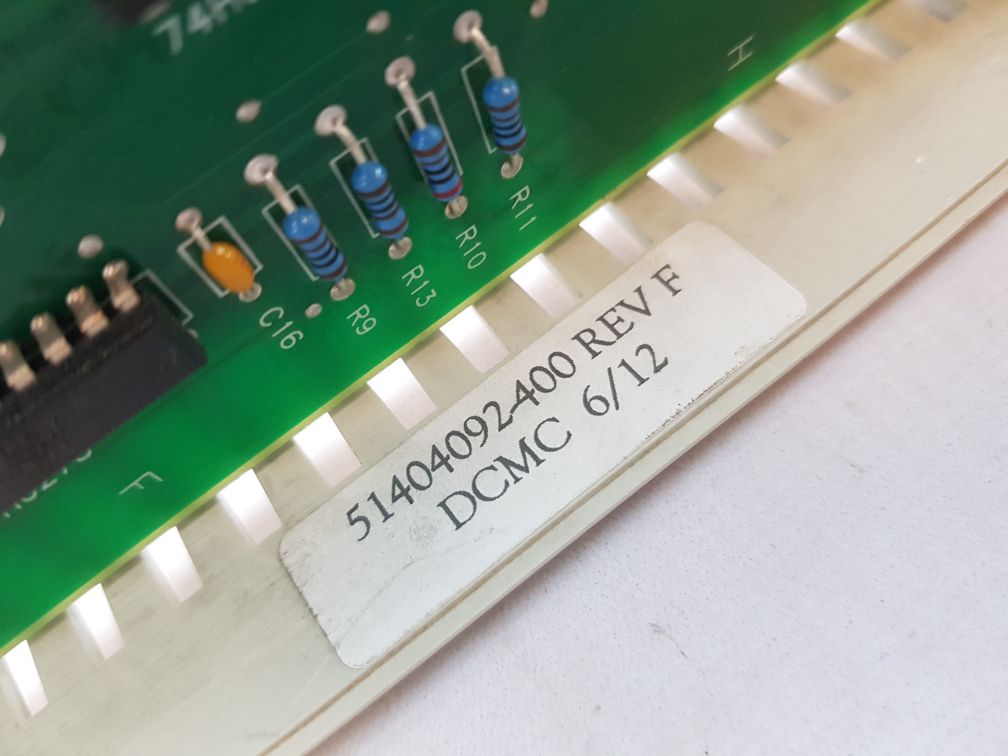 R11
R10
R13
R9
C16
H
F
51404092-400 REV F
DCMC 6/12